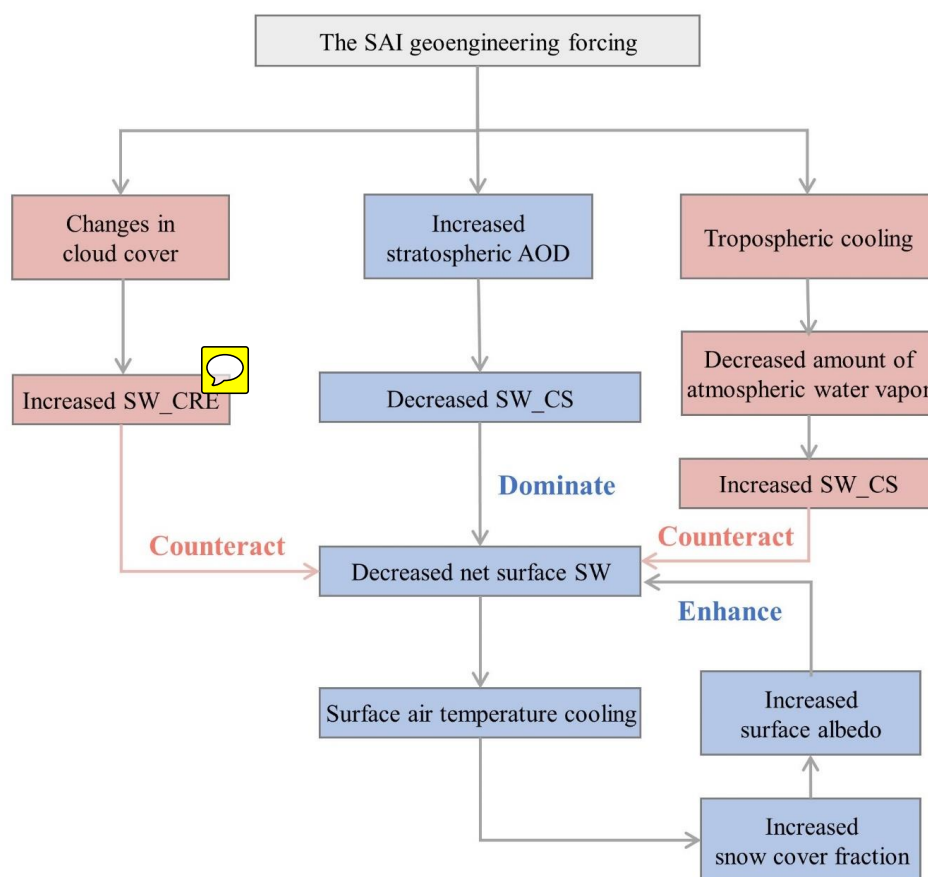 The SAI geoengineering forcing
Changes in
cloud cover
Increased
stratospheric AOD
Tropospheric cooling
Increased SW_CRE
Decreased SW_CS
Decreased amount of
atmospheric water vapor
Increased SW_CS
Dominate
Counteract
Counteract
Decreased net surface SW
Enhance
Surface air temperature cooling
Increased
surface albedo
Increased
snow cover fraction